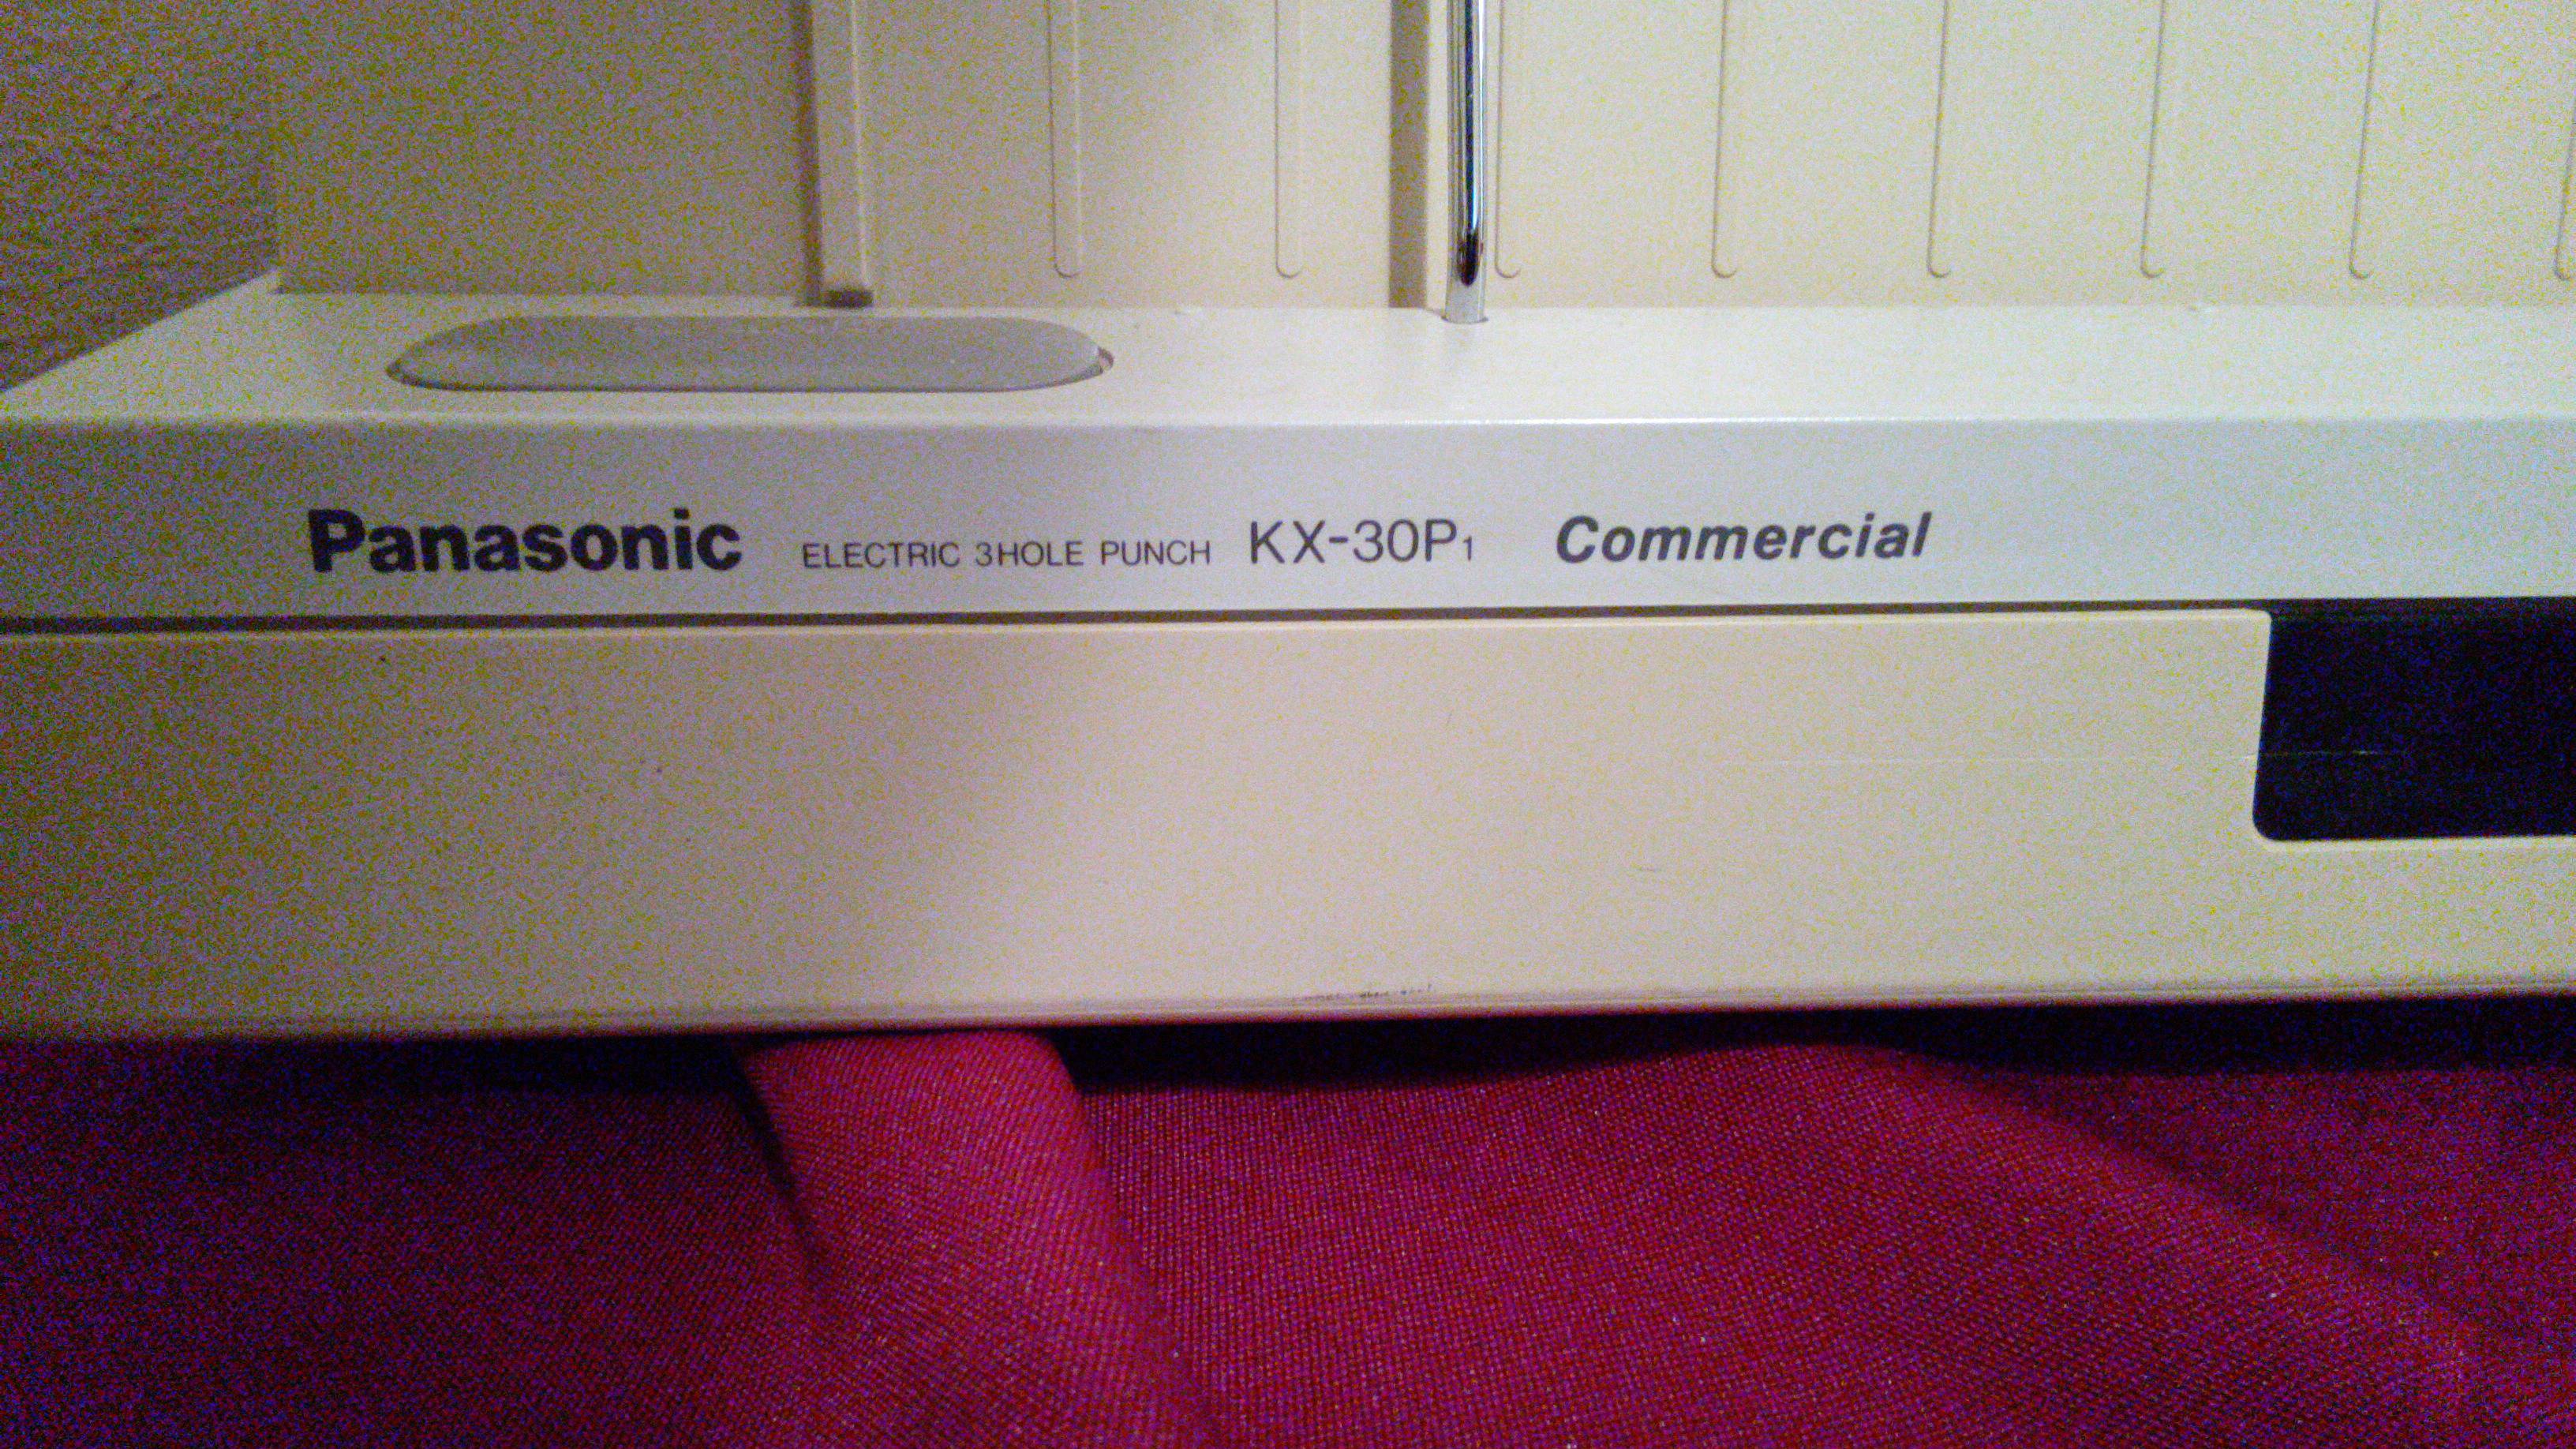 Panasonic ELECTRIC 3HOLE PUNCH KX-30P1 Commercial